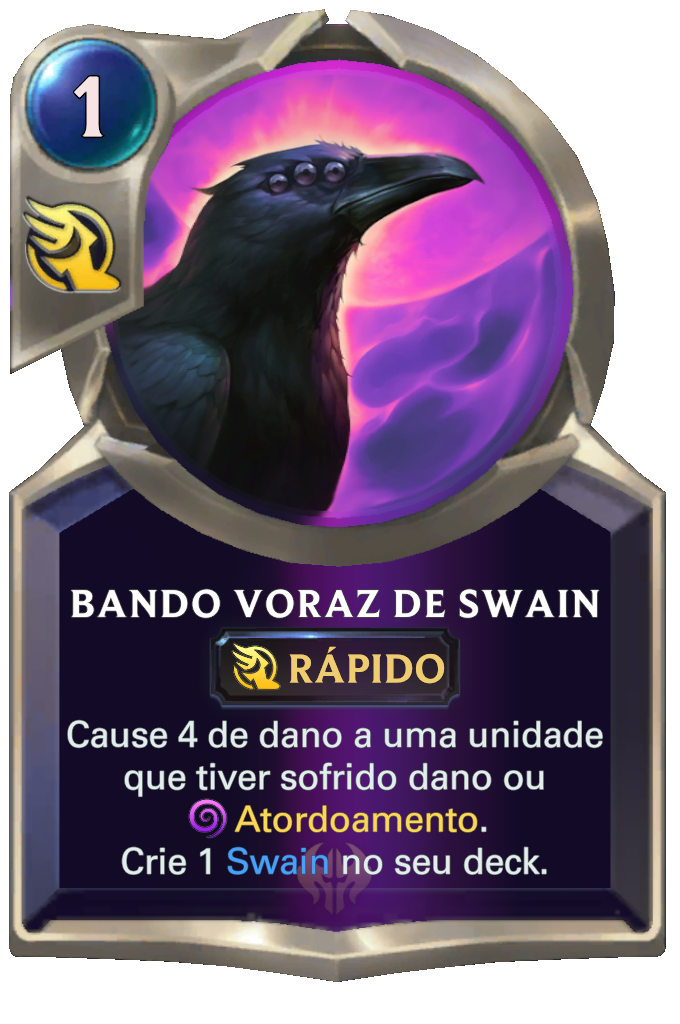 1
BANDO VORAZ DE SWAIN
RÁPIDO
Cause 4 de dano a uma unidade
que tiver sofrido dano ou
Atordoamento.
Crie 1 Swain no seu deck.